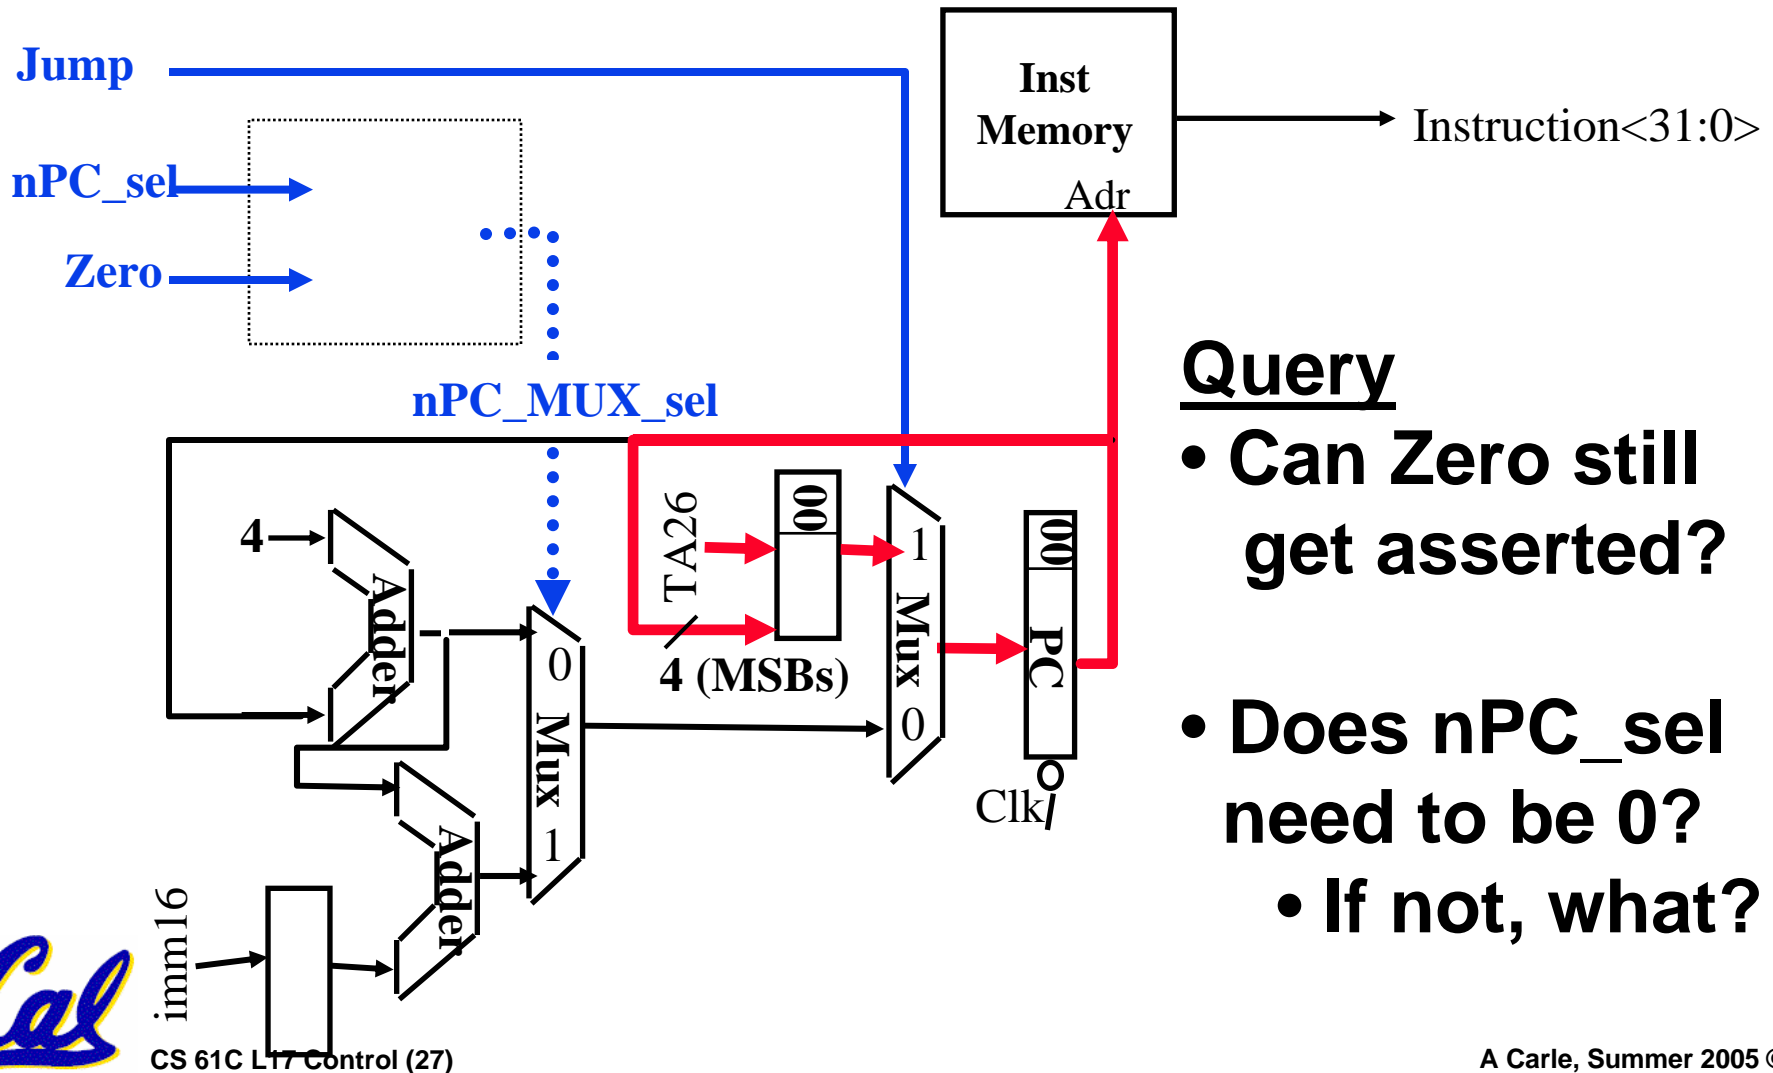 Jump
nPC_sel
Zero
Inst
Memory
Adr
Instruction<31:0>
nPC_MUX_sel
4
Adder
0
Mux
1
Adder
imm16
TA26
4 (MSBs)
00
1
Mux
0
00
PC
Clk
Query
• Can Zero still
get asserted?
• Does nPC_sel
need to be 0?
• If not, what?
Cal
CS 61C L17 Control (27)
A Carle, Summer 2005 ©